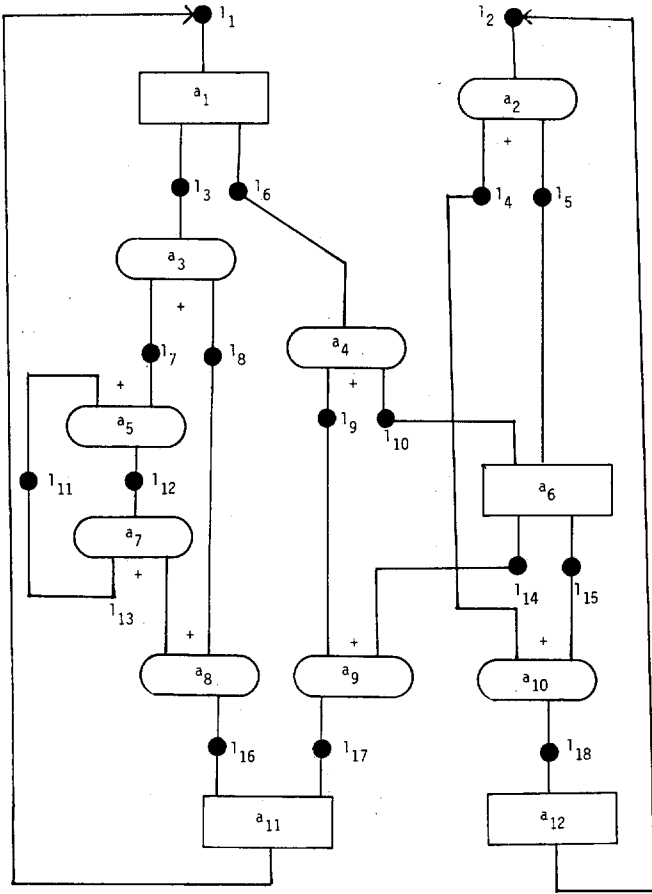 l₁ l₂
a₁ a₂
+
l₃ l₆ l₄ l₅
a₃
+
a₄
l₇ l₈
+ +
a₅ l₉ l₁₀
l₁₁ l₁₂ a₆
a₇
+
l₁₄ l₁₅
l₁₃
+ + +
a₈ a₉ a₁₀
l₁₆ l₁₇ l₁₈
a₁₁ a₁₂